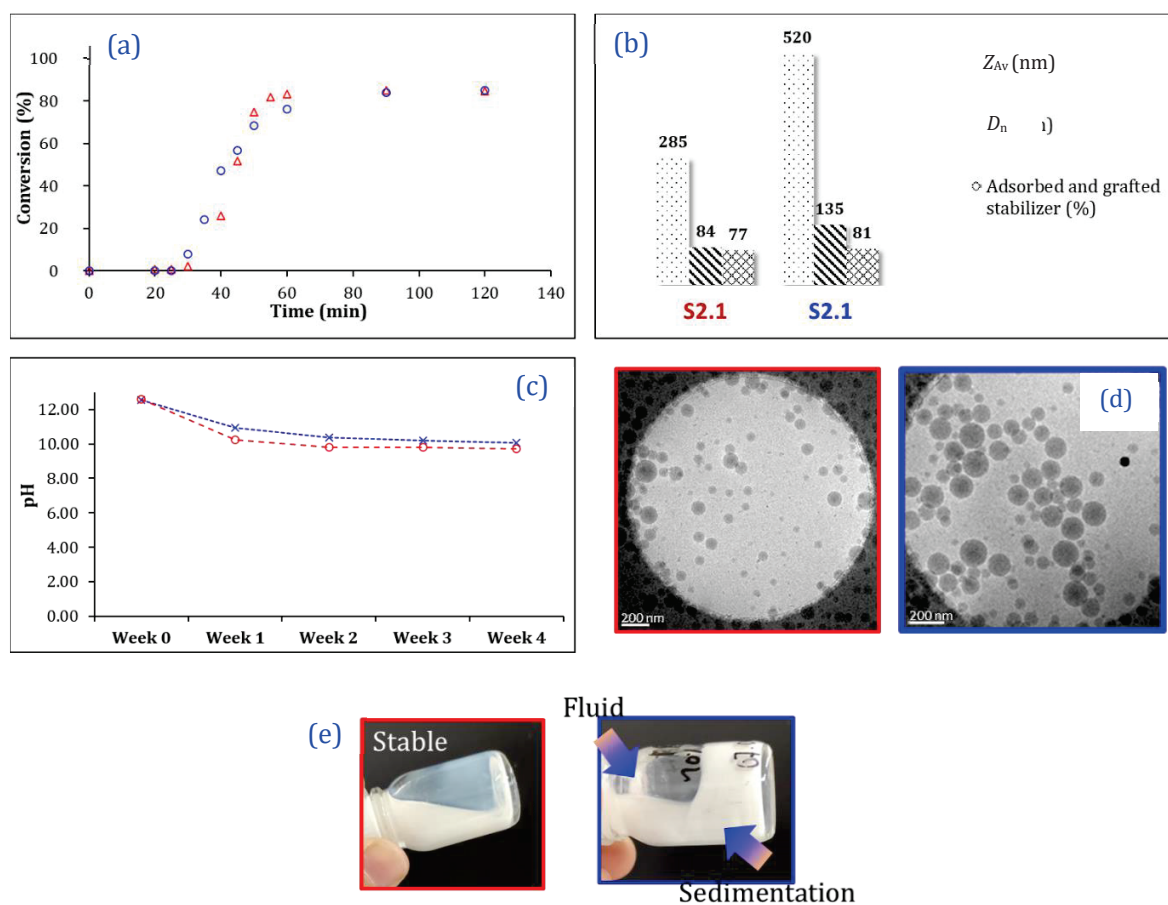 (a)
100
80
60
40
20
0
Conversion (%)
0 20 40 60 80 100 120 140
Time (min)
(b)
520
285
135
84 77
81
S2.1 S2.1
Z_Av (nm)
D_n )
Adsorbed and grafted
stabilizer (%)
(c)
12.00
10.00
8.00
6.00
4.00
2.00
0.00
pH
Week 0 Week 1 Week 2 Week 3 Week 4
200 nm
(d)
200 nm
(e)
Stable
Fluid
Sedimentation